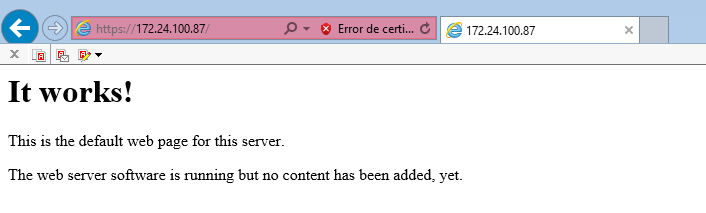 https://172.24.100.87/
Error de certi...
172.24.100.87
It works!
This is the default web page for this server.
The web server software is running but no content has been added, yet.